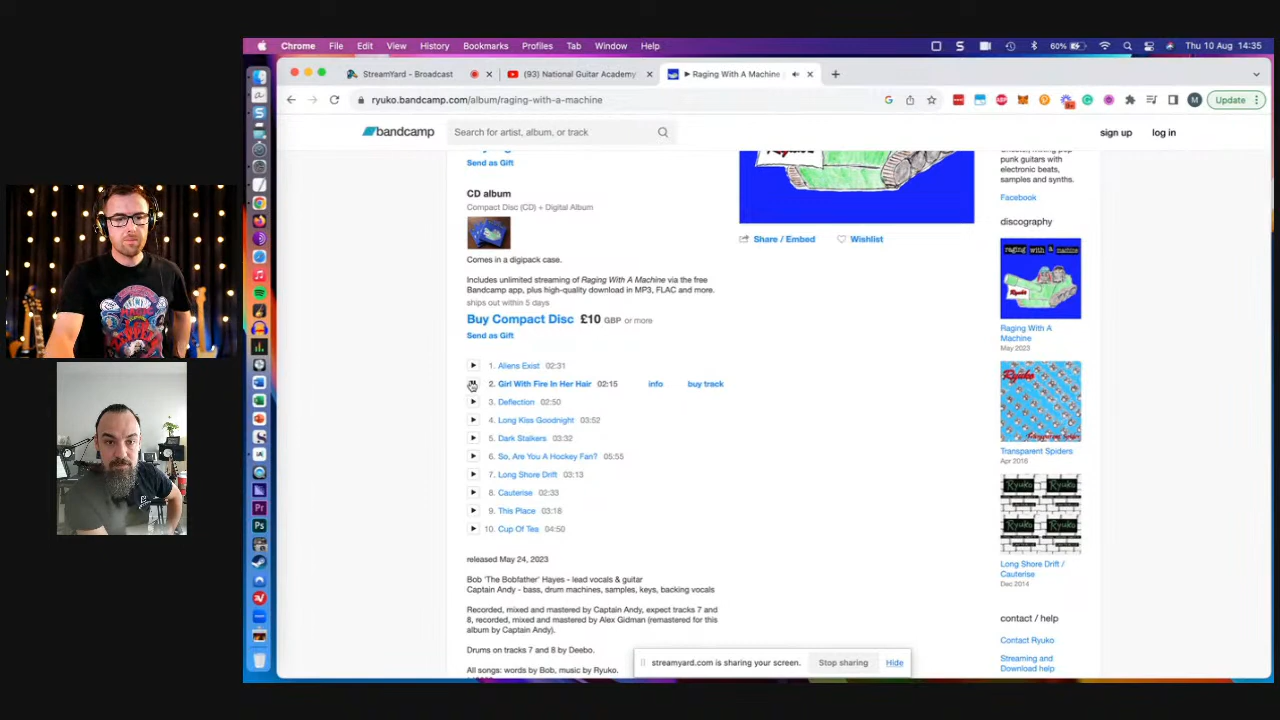 Chrome File Edit View History Bookmarks Profiles Tab Window Help
60% Thu 10 Aug 14:35
StreamYard - Broadcast
(93) National Guitar Academy
Raging With A Machine
ryuko.bandcamp.com/album/raging-with-a-machine
Update
bandcamp
Search for artist, album, or track
sign up log in
Send as Gift
CD album
Compact Disc (CD) + Digital Album
Comes in a digipack case.
Includes unlimited streaming of Raging With A Machine via the free
Bandcamp app, plus high-quality download in MP3, FLAC and more.
ships out within 5 days
Buy Compact Disc £10 GBP or more
Send as Gift
1. Aliens Exist 02:31
2. Girl With Fire In Her Hair 02:15 info buy track
3. Deflection 02:50
4. Long Kiss Goodnight 03:52
5. Dark Stalkers 03:32
6. So, Are You A Hockey Fan? 05:55
7. Long Shore Drift 03:13
8. Cauterise 02:33
9. This Place 03:18
10. Cup Of Tea 04:50
released May 24, 2023
Bob 'The Bobfather' Hayes - lead vocals & guitar
Captain Andy - bass, drum machines, samples, keys, backing vocals
Recorded, mixed and mastered by Captain Andy, expect tracks 7 and
8, recorded, mixed and mastered by Alex Gidman (remastered for this
album by Captain Andy).
Drums on tracks 7 and 8 by Deebo.
All songs: words by Bob, music by Ryuko.
Share / Embed
Wishlist
punk guitars with
electronic beats,
samples and synths.
Facebook
discography
raging with a machine
Ryuko
Raging With A
Machine
May 2023
Ryuko
Transparent Spiders
Apr 2016
Ryuko Ryuko
Ryuko Ryuko
Long Shore Drift /
Cauterise
Dec 2014
contact / help
Contact Ryuko
Streaming and
Download help
streamyard.com is sharing your screen.
Stop sharing
Hide